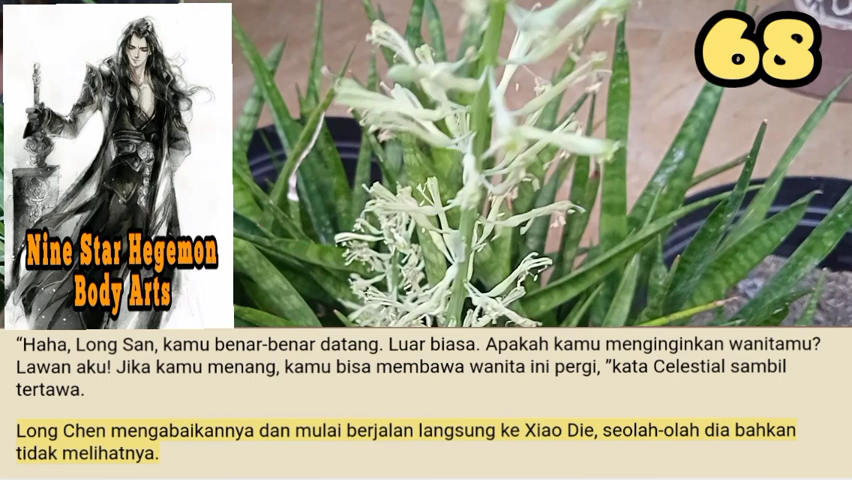 68
Nine Star Hegemon
Body Arts
“Haha, Long San, kamu benar-benar datang. Luar biasa. Apakah kamu menginginkan wanitamu?
Lawan aku! Jika kamu menang, kamu bisa membawa wanita ini pergi, ”kata Celestial sambil
tertawa.
Long Chen mengabaikannya dan mulai berjalan langsung ke Xiao Die, seolah-olah dia bahkan
tidak melihatnya.